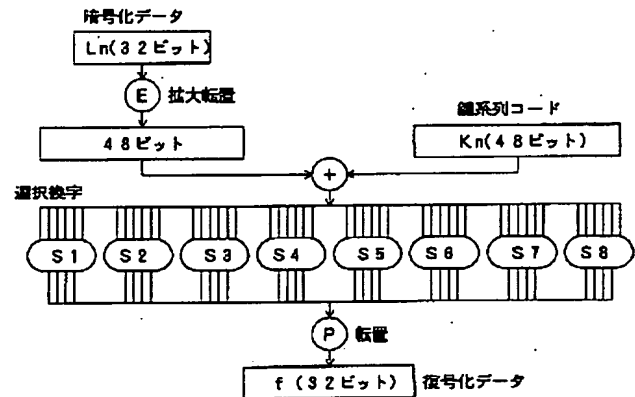 暗号化データ
Ln(32ビット)
E 拡大転置
鍵系列コード
48ビット
Kn(48ビット)
+
選択換字
S1 S2 S3 S4 S5 S6 S7 S8
P 転置
f(32ビット)復号化データ